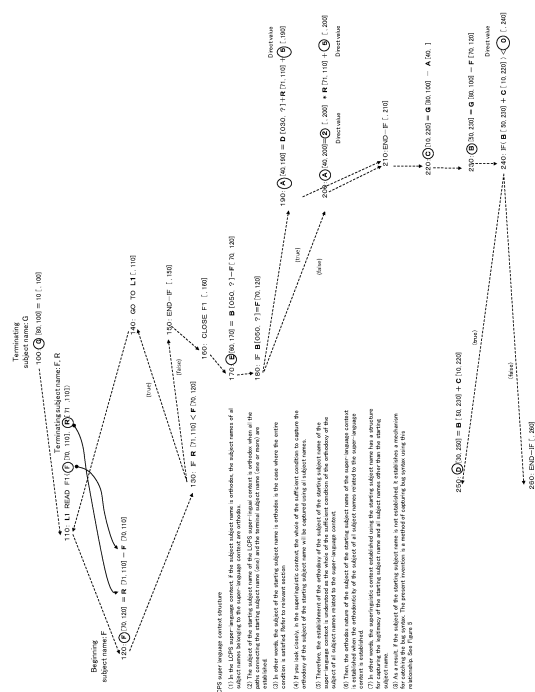 Terminating
subject name: G
100: G [80, 100] = 10 [, 100]
Terminating subject name: F, R
110: L1 READ F1 F [70, 110], R [71, 110]
Beginning
subject name: F
120: F [70, 120] = R [71, 110] - F [70, 110]
130: IF R [71, 110] < F [70, 120]
(true)
(false)
140: GO TO L1 [, 110]
150: END-IF [, 150]
160: CLOSE F1 [, 160]
170: E [60, 170] = B [050, ?] - F [70, 120]
180: IF B [050, ?] = F [70, 120]
(true)
(false)
190: A [40, 190] = D [030, ?] + R [71, 110] + [, 190]
Direct value
200: A [40, 200] = 2 [, 200] * R [71, 110] + [, 200]
Direct value
Direct value
210: END-IF [, 210]
220: C [10, 220] = G [80, 100] - A [40, ]
230: B [50, 230] = G [80, 100] - F [70, 120]
Direct value
240: IF( B [50, 230] + C [10, 220] ) < 0 [, 240]
(true)
(false)
250: D [30, 250] = B [50, 230] + C [10, 220]
260: END-IF [, 260]
CPS super language context structure
(1) In the LCPS super-language context, if the subject subject name is orthodox, the subject names of all
subject names belonging to the super-language context are orthodox.
(2) The subject of the starting subject name of the LCPS super-lingual context is orthodox when all the
paths connecting the starting subject name (one) and the terminal subject name (one or more) are
established.
(3) In other words, the subject of the starting subject name is orthodox is the case where the entire
condition is satisfied. Refer to relevant section
(4) If you look closely, in the superlinguistic context, the whole of the sufficient condition to capture the
orthodoxy of the subject of the starting subject name will be captured using all subject names.
(5) Therefore, the establishment of the orthodoxy of the subject of the starting subject name of the
super-language context is understood as the whole of the sufficient condition of the orthodoxy of the
subject of all subject names related to the super-language context.
(6) Then, the orthodox nature of the subject of the starting subject name of the super-language context
is established when the orthodoxy of the subject of all subject names related to the super-language
context is established.
(7) In other words, the superlinguistic context established using the starting subject name has a structure
for capturing the legitimacy of the starting subject name and all subject names other than the starting
subject name.
(8) As a result, if the subject of the starting subject name is not established, it establishes a mechanism
for catching the bug syntax. The present invention is a method of capturing bug syntax using this
relationship. See Figure 5